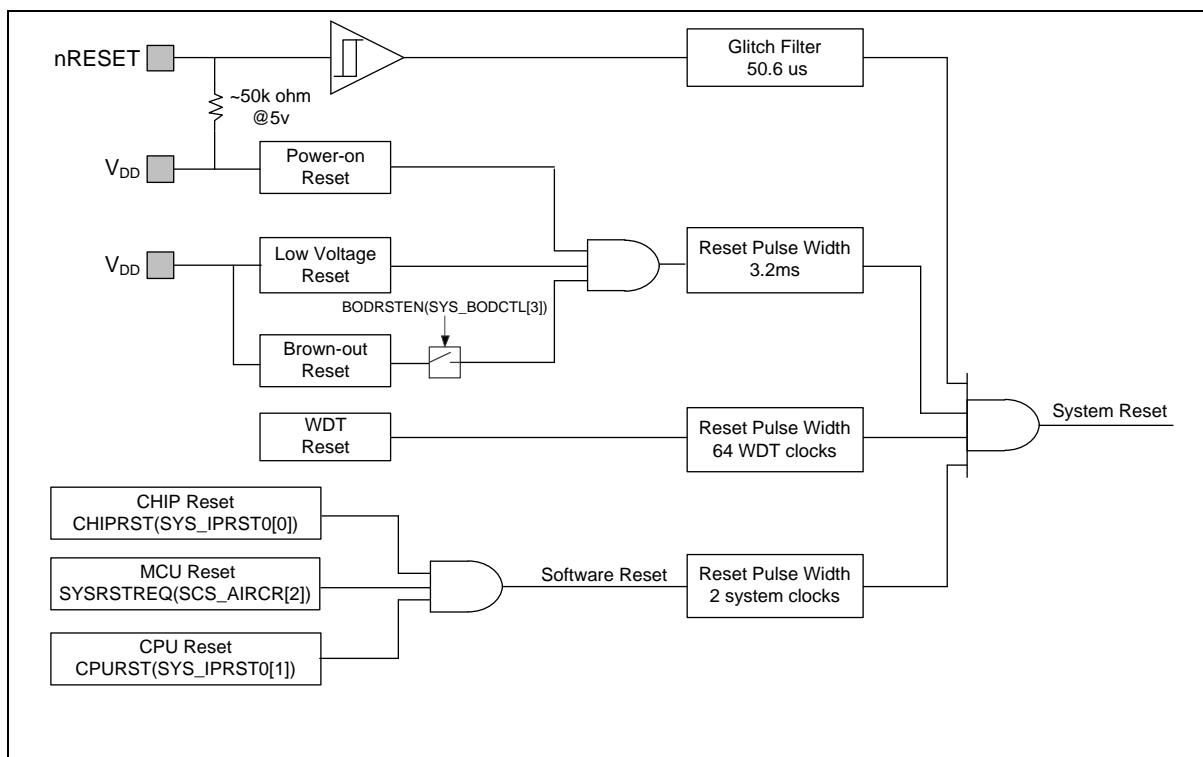 nRESET
Glitch Filter
50.6 us
~50k ohm
@5v
VDD
Power-on
Reset
VDD
Low Voltage
Reset
Reset Pulse Width
3.2ms
BODRSTEN(SYS_BODCTL[3])
Brown-out
Reset
System Reset
WDT
Reset
Reset Pulse Width
64 WDT clocks
CHIP Reset
CHIPRST(SYS_IPRST0[0])
MCU Reset
SYSRSTREQ(SCS_AIRCR[2])
Software Reset
Reset Pulse Width
2 system clocks
CPU Reset
CPURST(SYS_IPRST0[1])